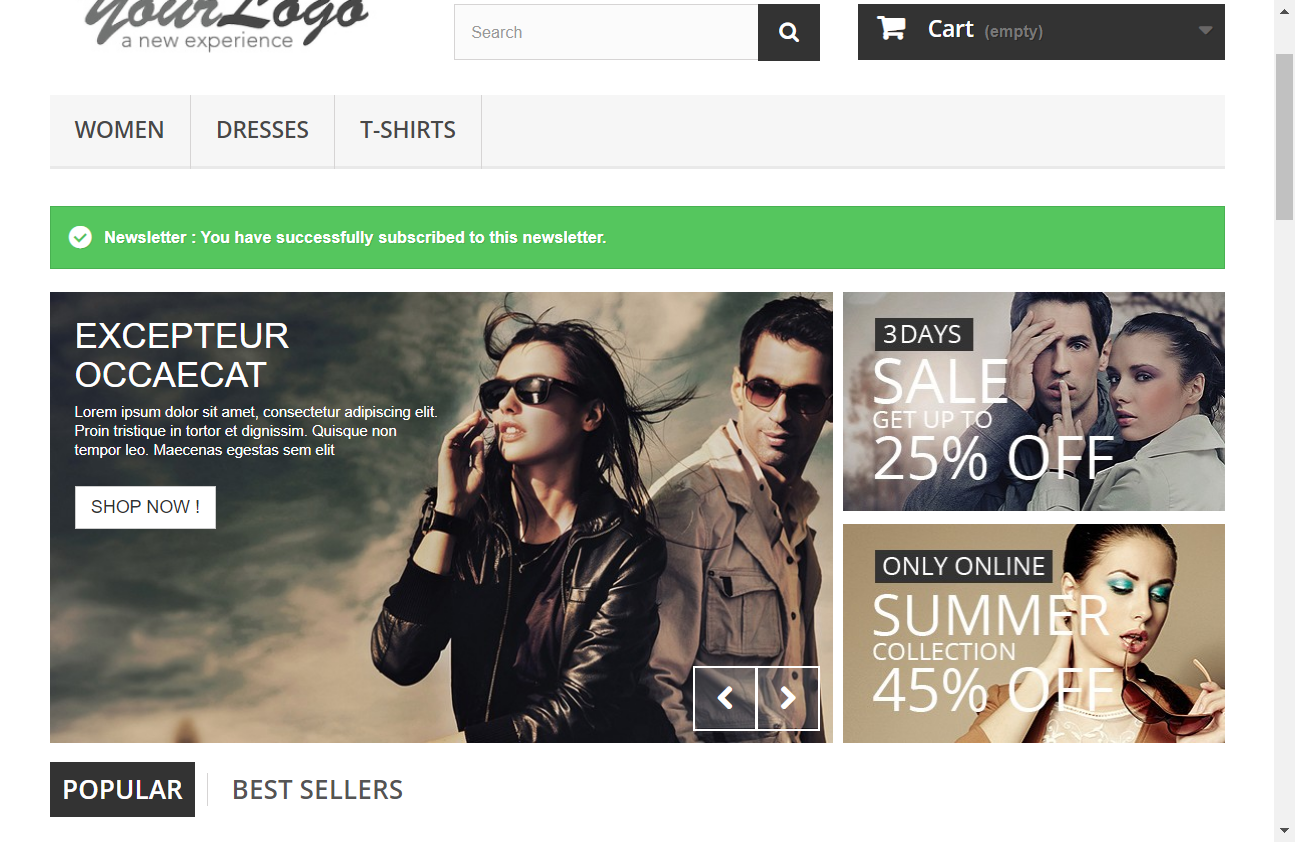 yourLogo
a new experience
Search
Cart (empty)
WOMEN
DRESSES
T-SHIRTS
Newsletter : You have successfully subscribed to this newsletter.
EXCEPTEUR
OCCAECAT
Lorem ipsum dolor sit amet, consectetur adipiscing elit.
Proin tristique in tortor et dignissim. Quisque non
tempor leo. Maecenas egestas sem elit
SHOP NOW !
3 DAYS
SALE
GET UP TO
25% OFF
ONLY ONLINE
SUMMER
COLLECTION
45% OFF
POPULAR
BEST SELLERS